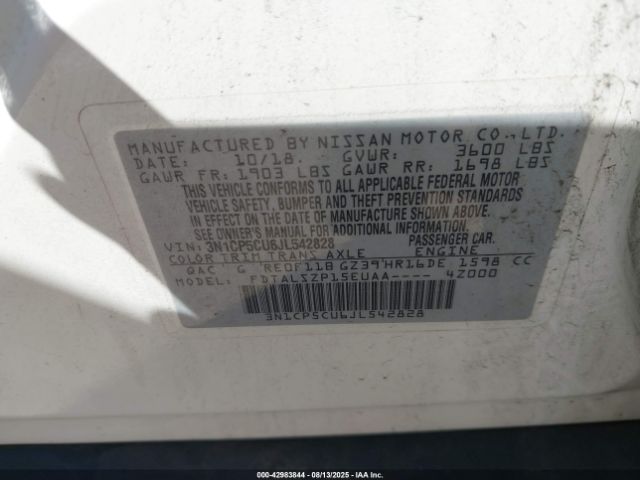 MANUFACTURED BY NISSAN MOTOR CO., LTD.
DATE: 10/18. GVWR: 3600 LBS
GAWR FR: 1903 LBS GAWR RR: 1698 LBS
THIS VEHICLE CONFORMS TO ALL APPLICABLE FEDERAL MOTOR
VEHICLE SAFETY, BUMPER AND THEFT PREVENTION STANDARDS
IN EFFECT ON THE DATE OF MANUFACTURE SHOWN ABOVE.
SEE OWNER'S MANUAL FOR ADDITIONAL INFORMATION.
VIN: 3N1CP5CU6JL542828 PASSENGER CAR.
COLOR TRIM TRANS AXLE ENGINE
QAC G RE0F11B GZ39 HR16DE 1598 CC
MODEL: FDTALSZP15EUAA---- 4Z000
3N1CP5CU6JL542828
000-42983844 - 08/13/2025 - IAA Inc.